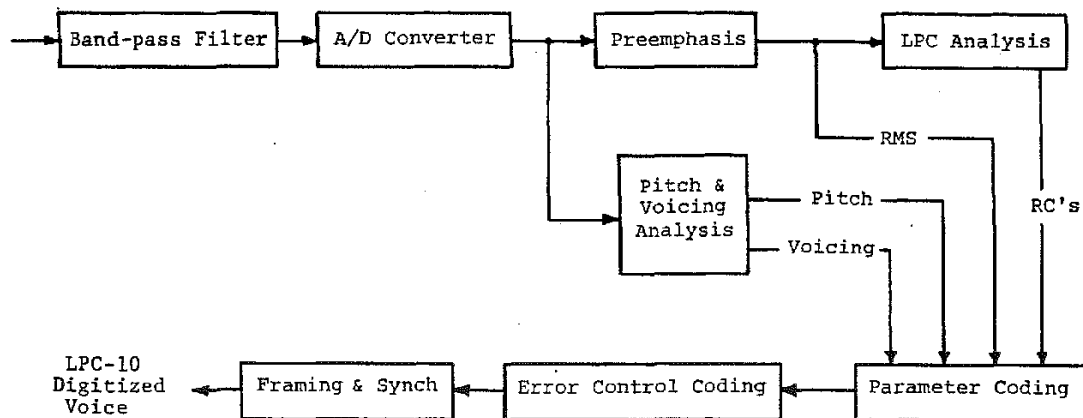 Band-pass Filter
A/D Converter
Preemphasis
LPC Analysis
RMS
Pitch &
Voicing
Analysis
Pitch
RC's
Voicing
LPC-10
Digitized
Voice
Framing & Synch
Error Control Coding
Parameter Coding